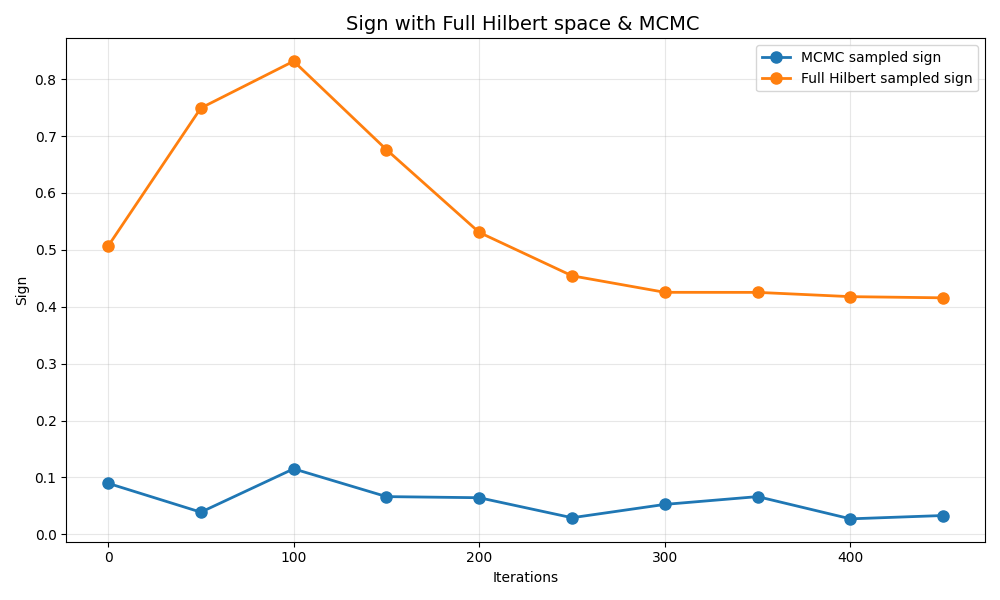 Sign with Full Hilbert space & MCMC
MCMC sampled sign
Full Hilbert sampled sign
0.8
0.7
0.6
0.5
0.4
0.3
0.2
0.1
0.0
Sign
0 100 200 300 400
Iterations